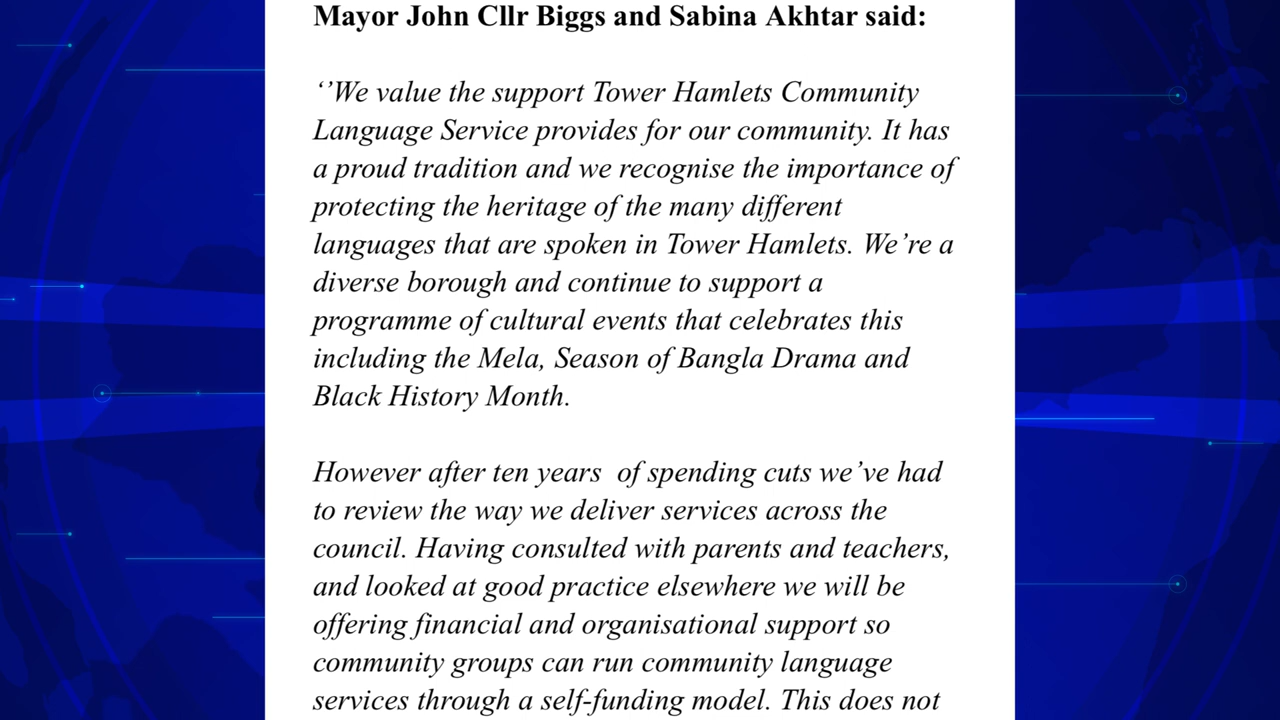 Mayor John Cllr Biggs and Sabina Akhtar said:
‘’We value the support Tower Hamlets Community
Language Service provides for our community. It has
a proud tradition and we recognise the importance of
protecting the heritage of the many different
languages that are spoken in Tower Hamlets. We’re a
diverse borough and continue to support a
programme of cultural events that celebrates this
including the Mela, Season of Bangla Drama and
Black History Month.
However after ten years  of spending cuts we’ve had
to review the way we deliver services across the
council. Having consulted with parents and teachers,
and looked at good practice elsewhere we will be
offering financial and organisational support so
community groups can run community language
services through a self-funding model. This does not